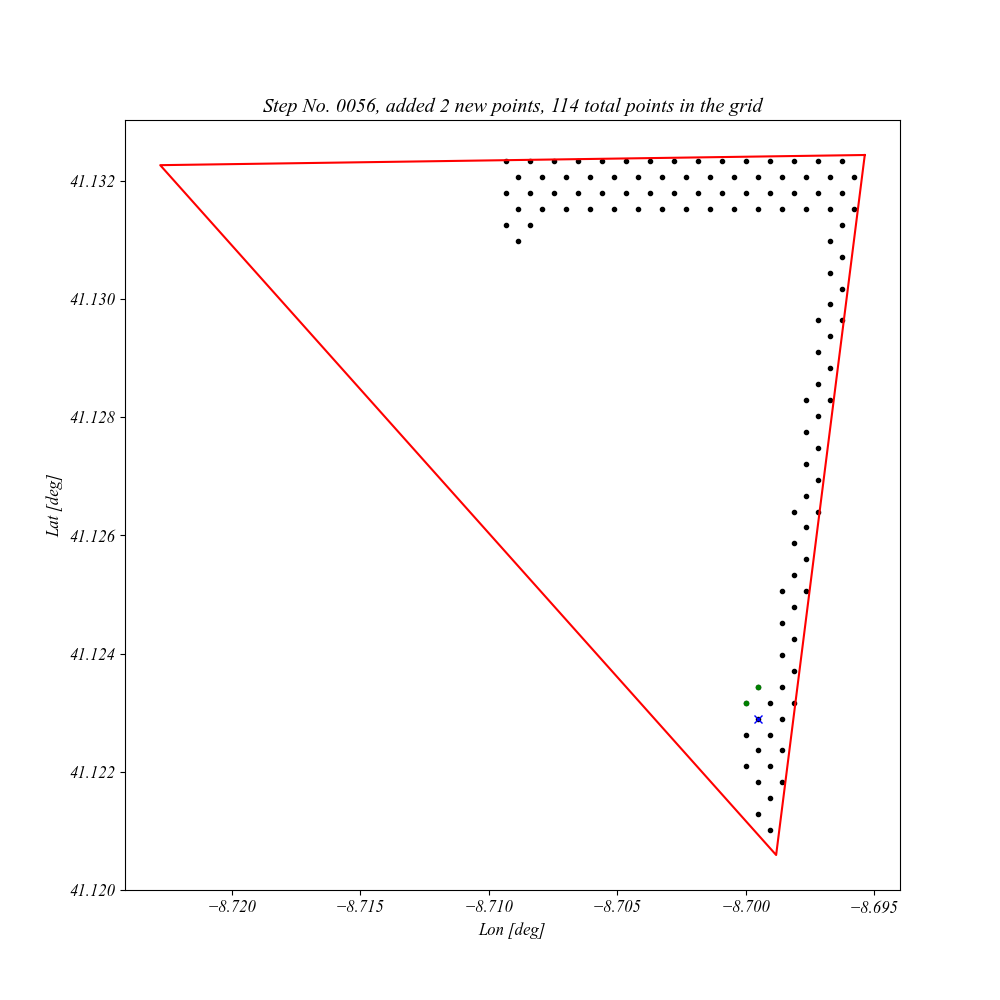 Step No. 0056, added 2 new points, 114 total points in the grid
41.132
41.130
41.128
41.126
41.124
41.122
41.120
Lat [deg]
−8.720 −8.715 −8.710 −8.705 −8.700 −8.695
Lon [deg]